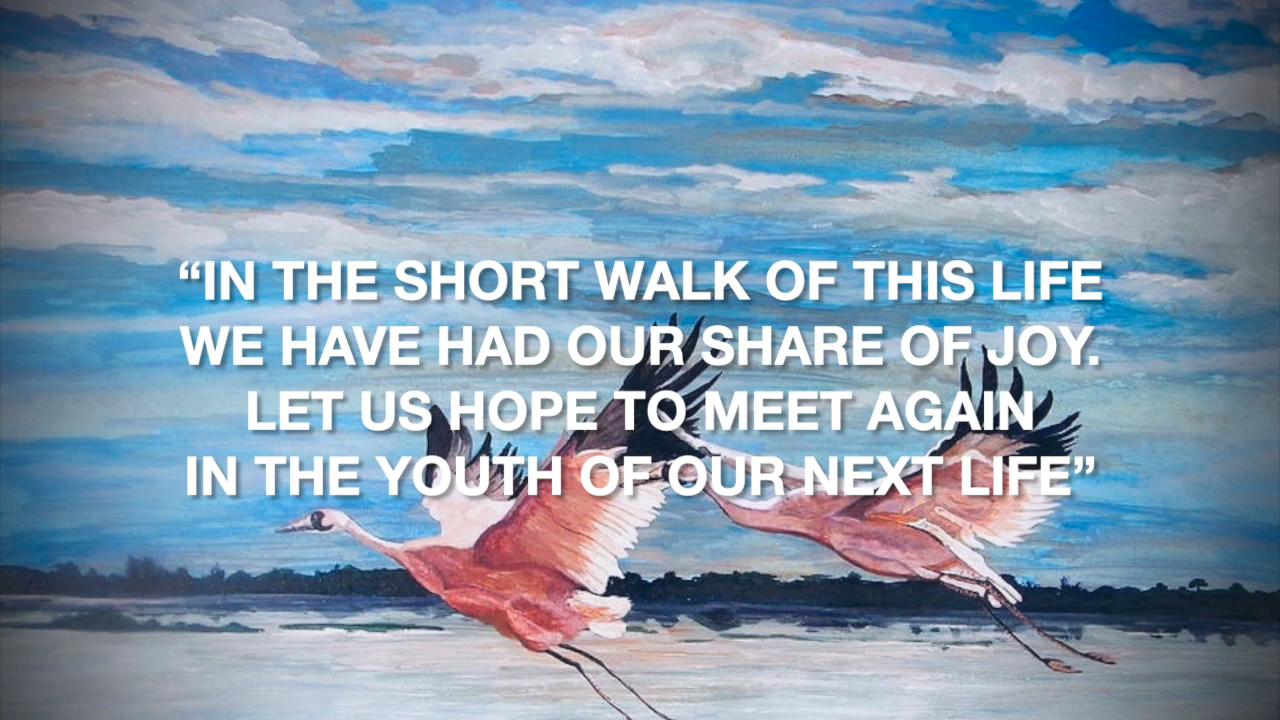 “IN THE SHORT WALK OF THIS LIFE
WE HAVE HAD OUR SHARE OF JOY.
LET US HOPE TO MEET AGAIN
IN THE YOUTH OF OUR NEXT LIFE”